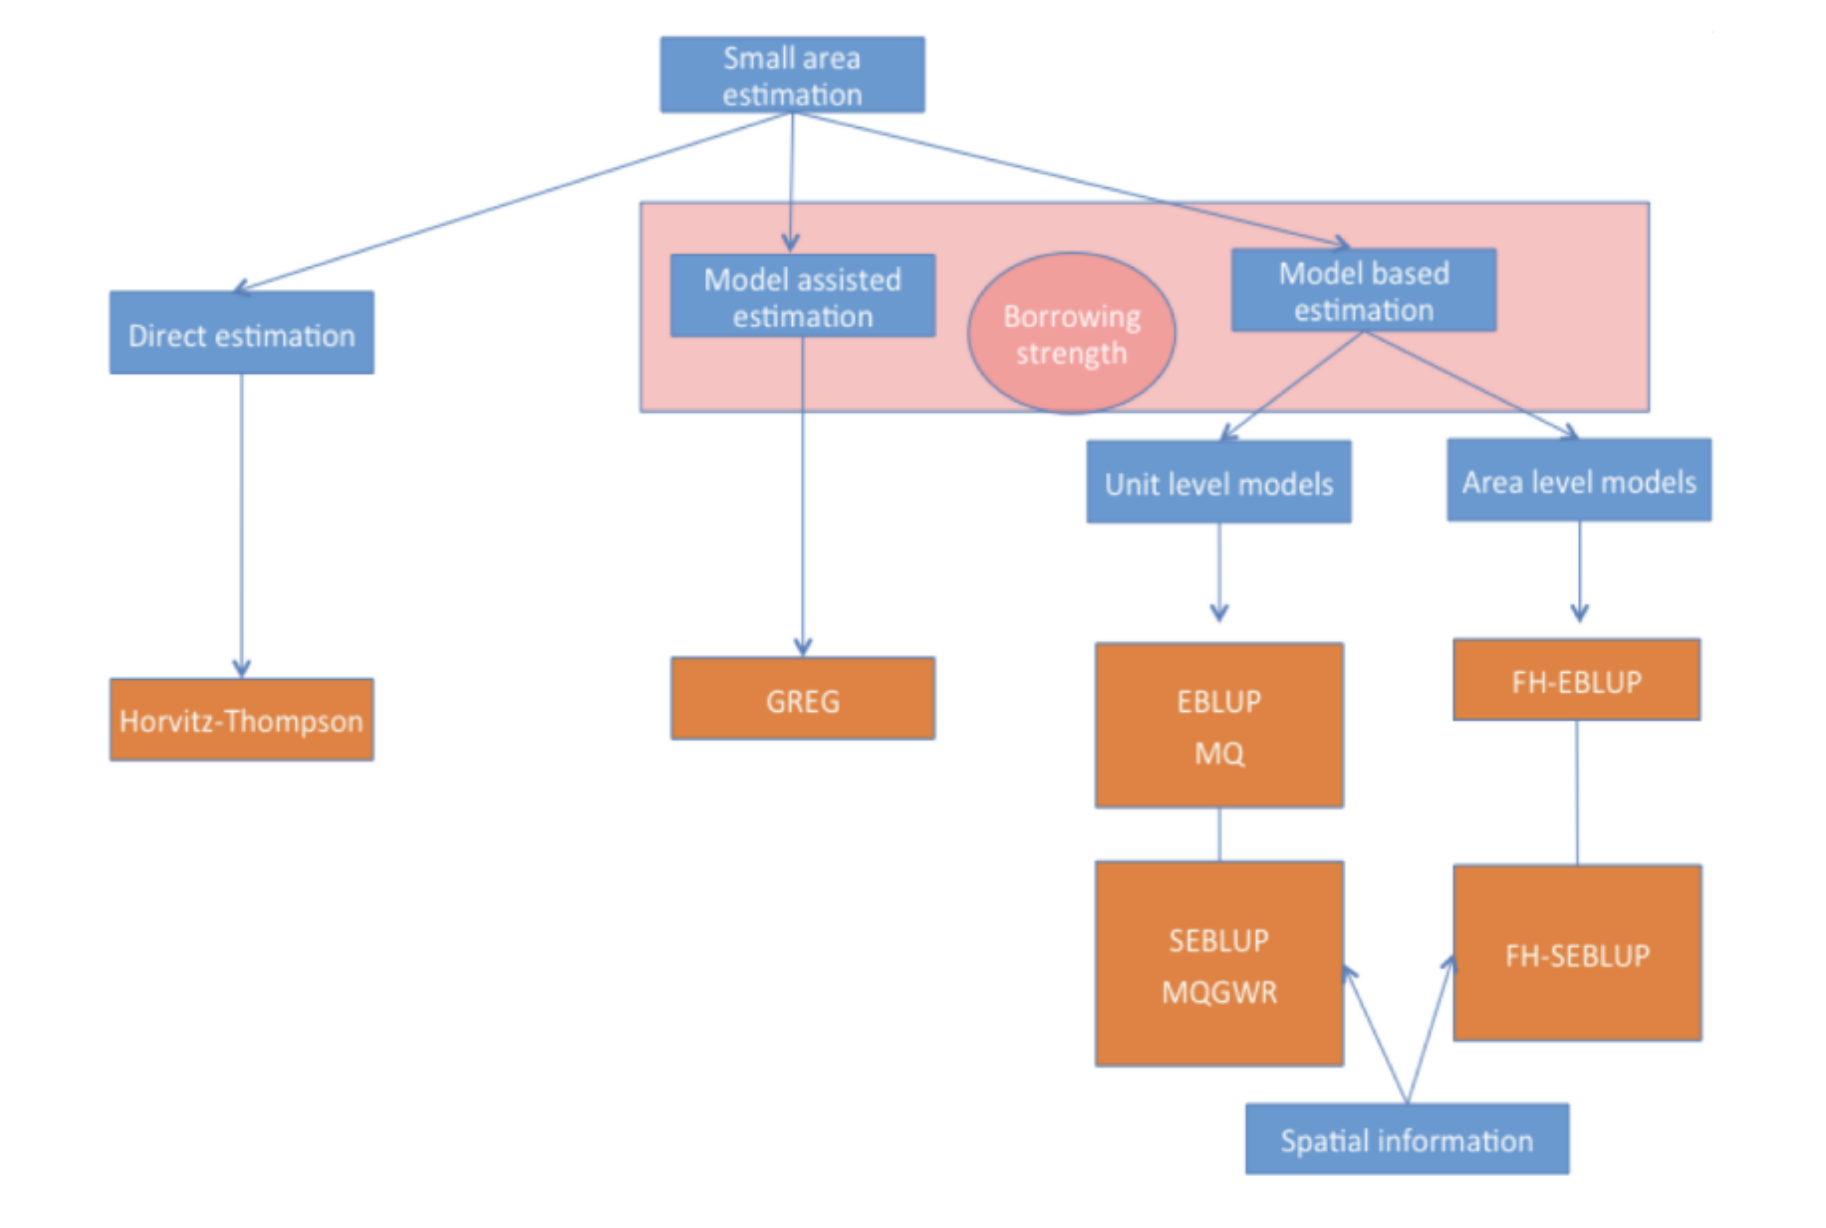 Small area
estimation
Model assisted
estimation
Borrowing
strength
Model based
estimation
Direct estimation
Unit level models
Area level models
Horvitz-Thompson
GREG
EBLUP
MQ
FH-EBLUP
SEBLUP
MQGWR
FH-SEBLUP
Spatial information